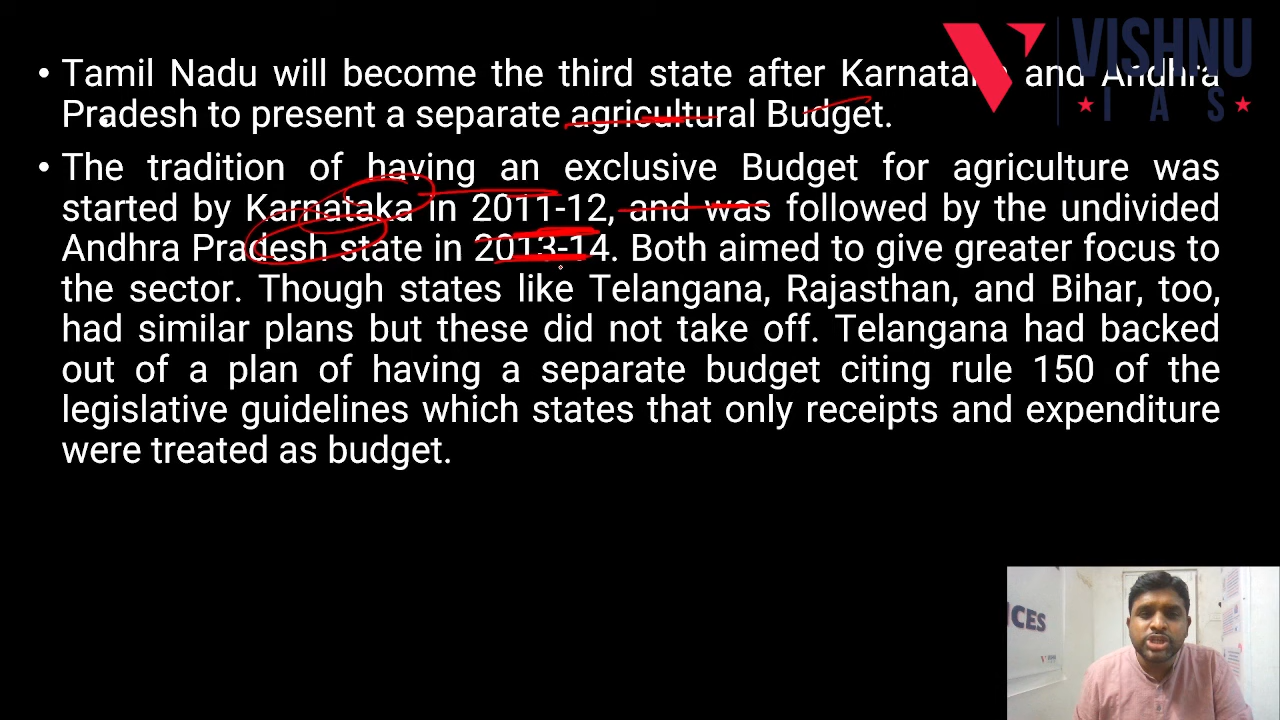 VISHNU
IAS
• Tamil Nadu will become the third state after Karnataka and Andhra
Pradesh to present a separate agricultural Budget.
• The tradition of having an exclusive Budget for agriculture was
started by Karnataka in 2011-12, and was followed by the undivided
Andhra Pradesh state in 2013-14. Both aimed to give greater focus to
the sector. Though states like Telangana, Rajasthan, and Bihar, too,
had similar plans but these did not take off. Telangana had backed
out of a plan of having a separate budget citing rule 150 of the
legislative guidelines which states that only receipts and expenditure
were treated as budget.